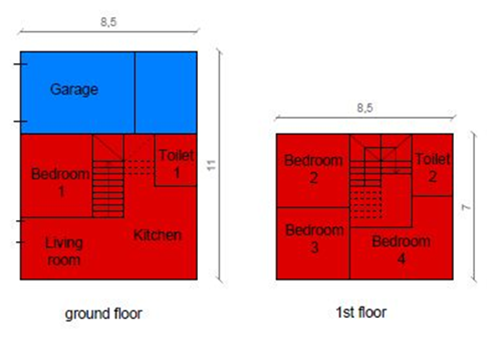 8,5
Garage
Bedroom
1
Toilet
1
Living
room
Kitchen
11
ground floor
8,5
Bedroom
2
Toilet
2
Bedroom
3
Bedroom
4
7
1st floor